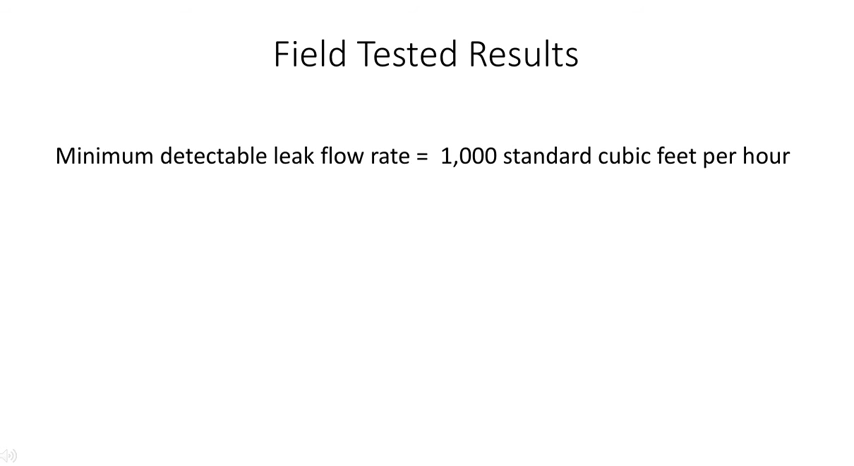 Field Tested Results
Minimum detectable leak flow rate = 1,000 standard cubic feet per hour